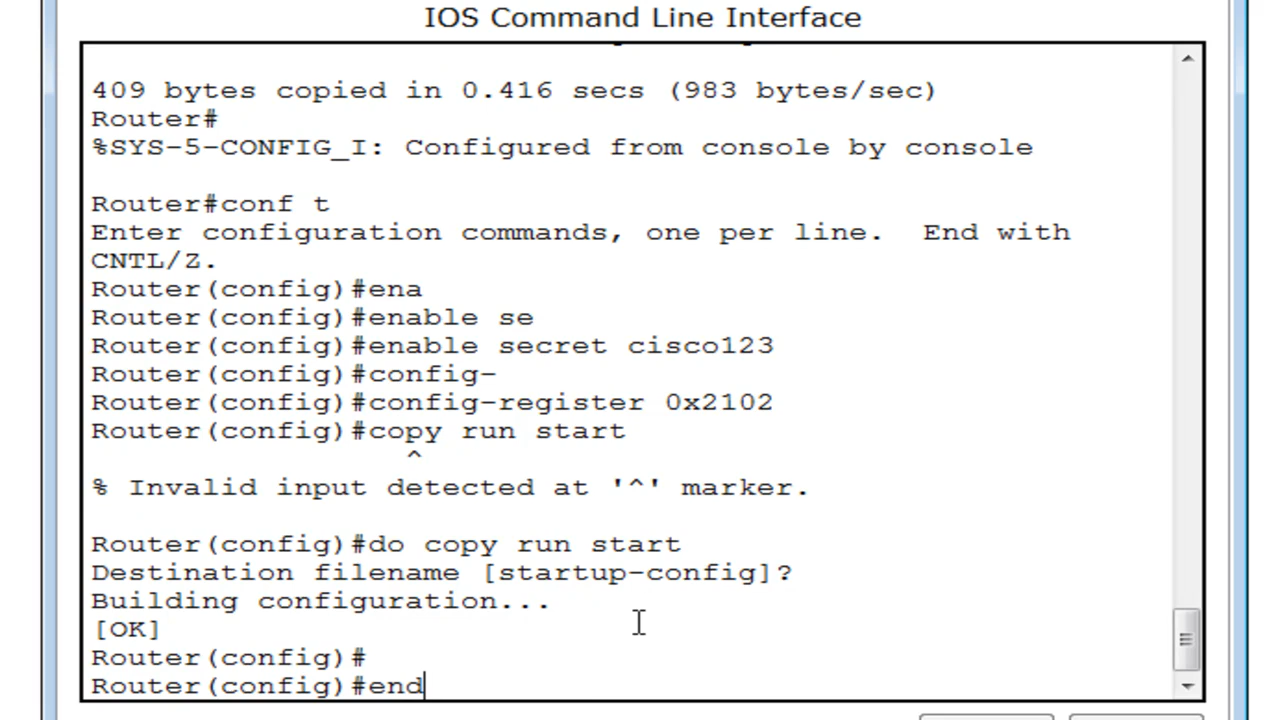 IOS Command Line Interface
409 bytes copied in 0.416 secs (983 bytes/sec)
Router#
%SYS-5-CONFIG_I: Configured from console by console
Router#conf t
Enter configuration commands, one per line.  End with
CNTL/Z.
Router(config)#ena
Router(config)#enable se
Router(config)#enable secret cisco123
Router(config)#config-
Router(config)#config-register 0x2102
Router(config)#copy run start
^
% Invalid input detected at '^' marker.
Router(config)#do copy run start
Destination filename [startup-config]?
Building configuration...
[OK]
Router(config)#
Router(config)#end